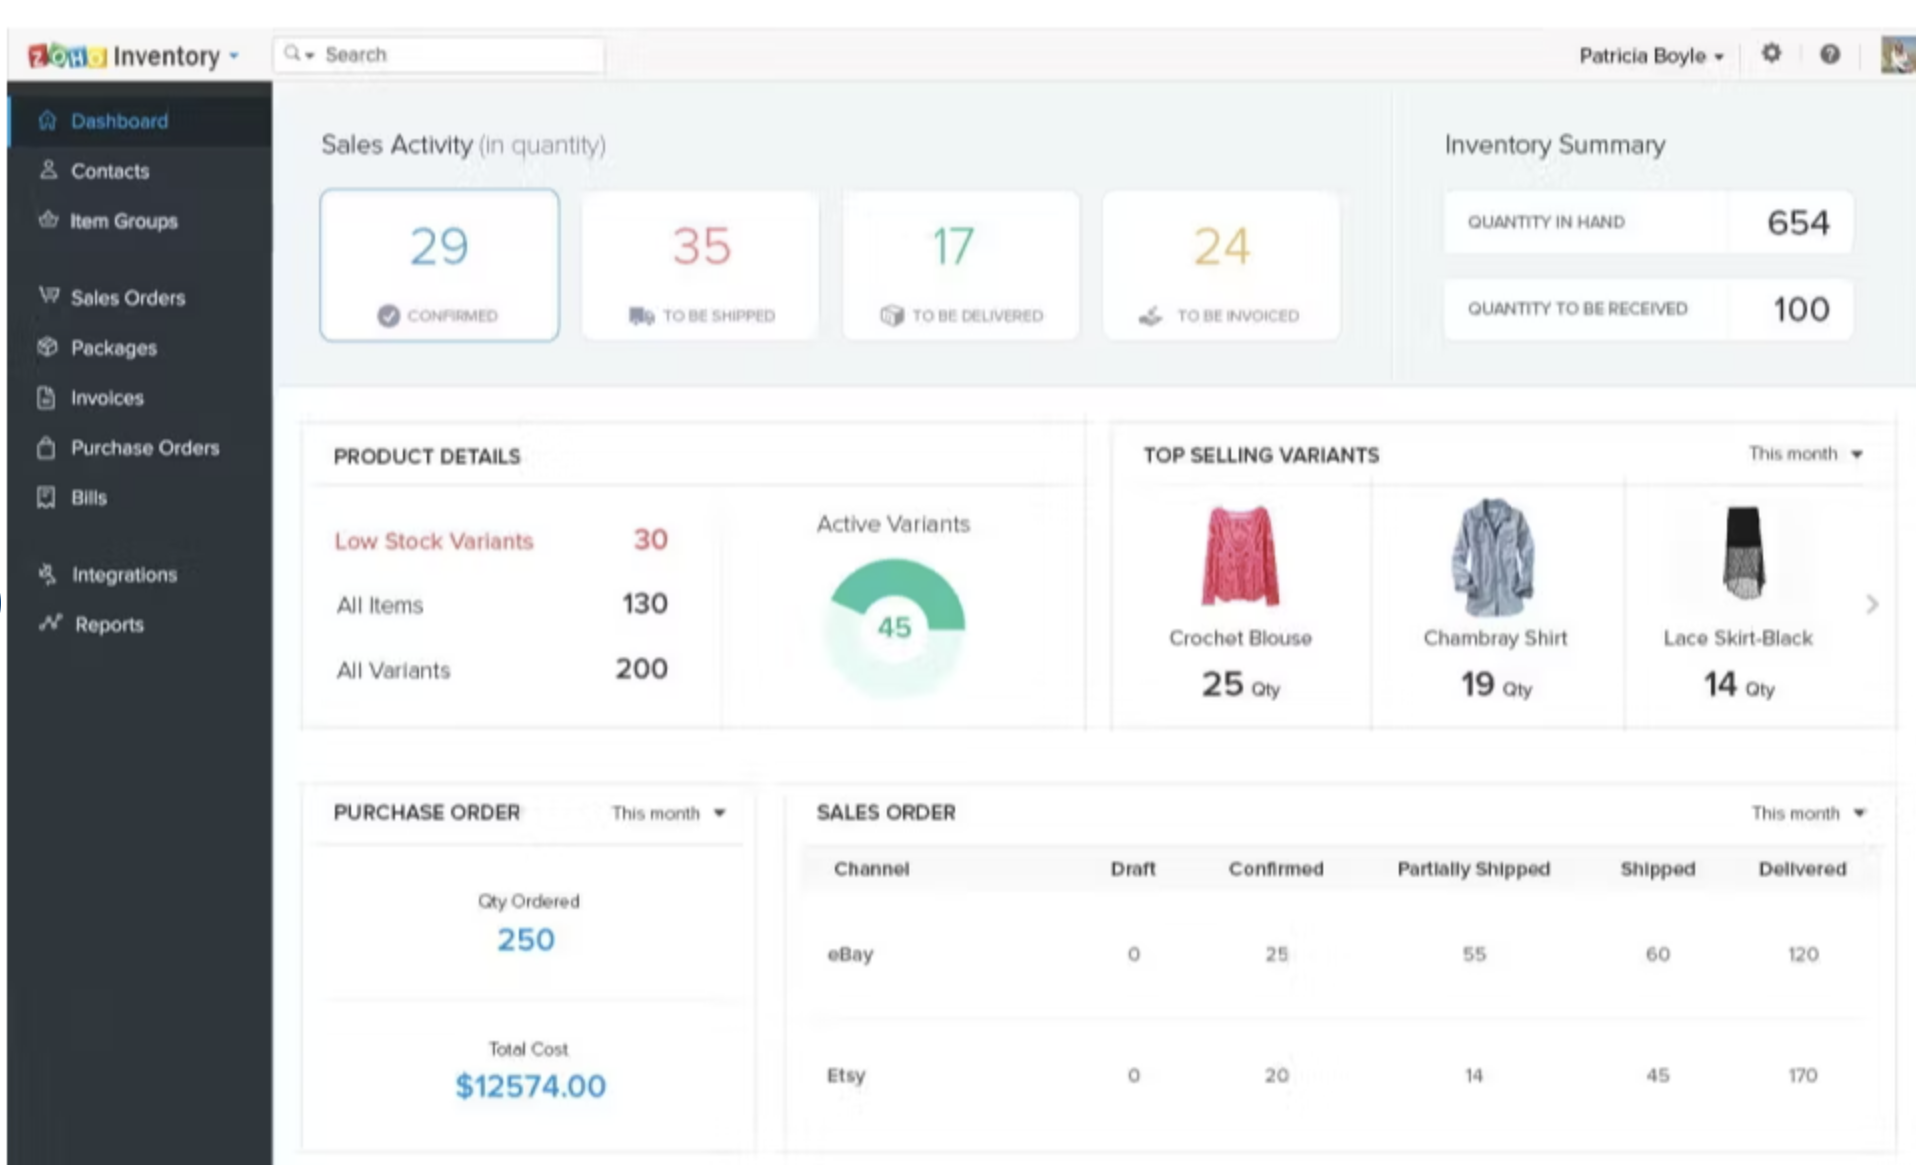 ZOHO Inventory
Search
Patricia Boyle
Dashboard
Contacts
Item Groups
Sales Orders
Packages
Invoices
Purchase Orders
Bills
Integrations
Reports
Sales Activity (in quantity)
29
CONFIRMED
35
TO BE SHIPPED
17
TO BE DELIVERED
24
TO BE INVOICED
Inventory Summary
QUANTITY IN HAND 654
QUANTITY TO BE RECEIVED 100
PRODUCT DETAILS
Low Stock Variants 30
All Items 130
All Variants 200
Active Variants
45
TOP SELLING VARIANTS This month
Crochet Blouse
25 Qty
Chambray Shirt
19 Qty
Lace Skirt-Black
14 Qty
PURCHASE ORDER This month
Qty Ordered
250
Total Cost
$12574.00
SALES ORDER This month
Channel Draft Confirmed Partially Shipped Shipped Delivered
eBay 0 25 55 60 120
Etsy 0 20 14 45 170